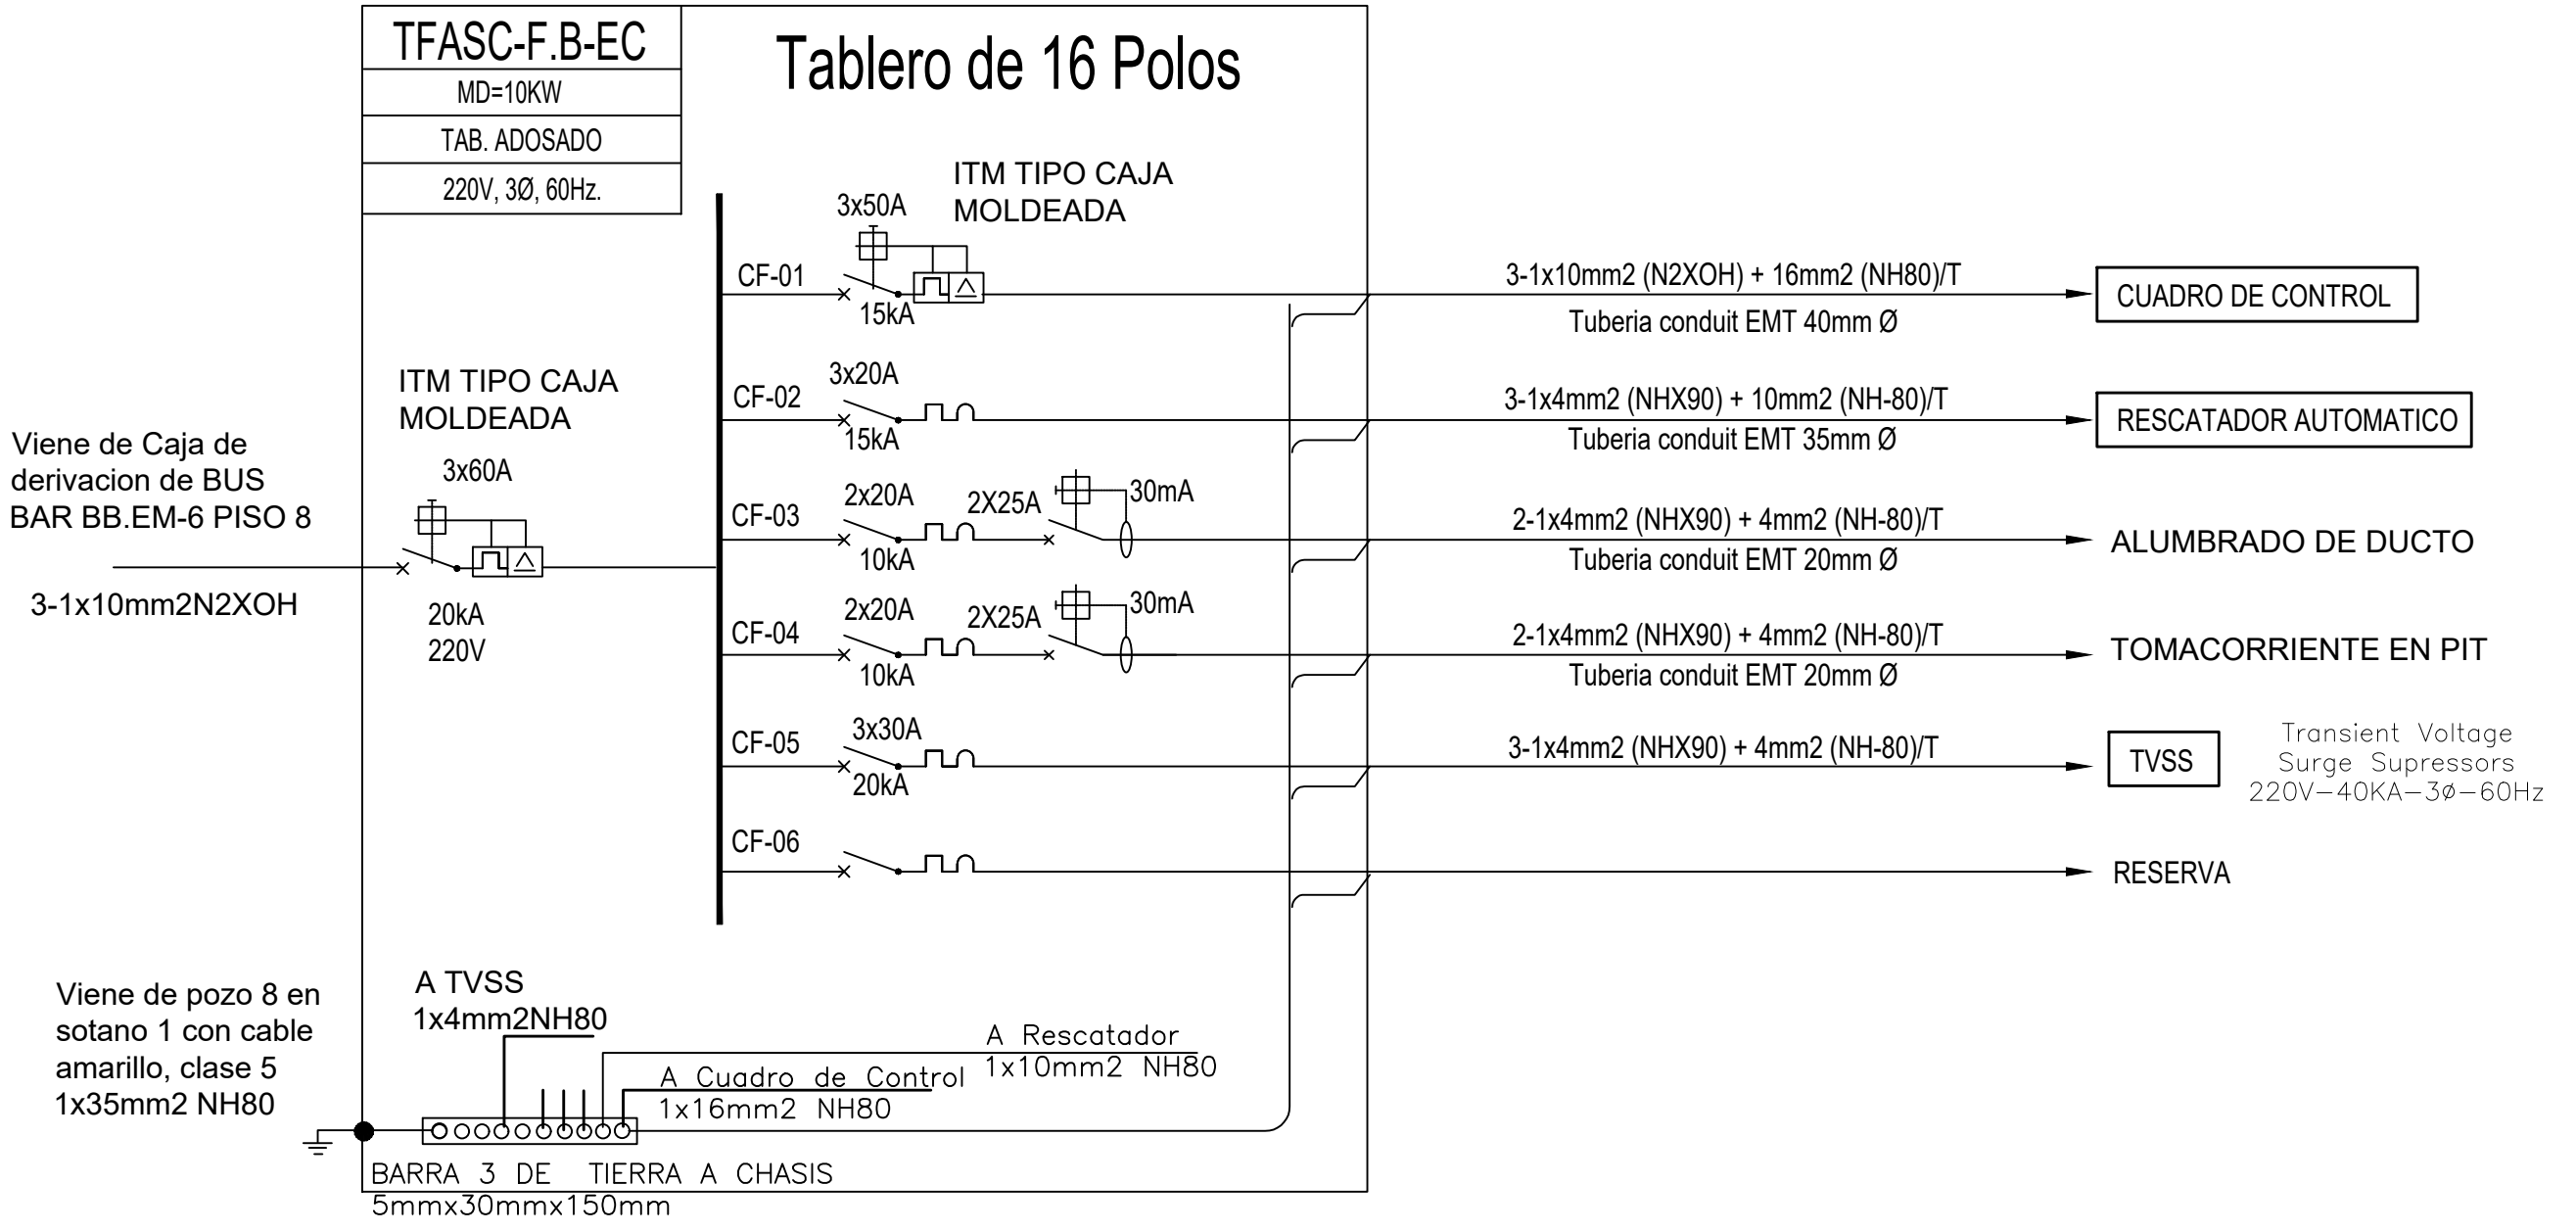 TFASC-F.B-EC
MD=10KW
TAB. ADOSADO
220V, 3Ø, 60Hz.
Tablero de 16 Polos
Viene de Caja de
derivacion de BUS
BAR BB.EM-6 PISO 8
3-1x10mm2N2XOH
ITM TIPO CAJA
MOLDEADA
3x60A
20kA
220V
CF-01
3x50A
ITM TIPO CAJA
MOLDEADA
15kA
3-1x10mm2 (N2XOH) + 16mm2 (NH80)/T
Tuberia conduit EMT 40mm Ø
CUADRO DE CONTROL
CF-02
3x20A
15kA
3-1x4mm2 (NHX90) + 10mm2 (NH-80)/T
Tuberia conduit EMT 35mm Ø
RESCATADOR AUTOMATICO
CF-03
2x20A
10kA
2X25A
30mA
2-1x4mm2 (NHX90) + 4mm2 (NH-80)/T
Tuberia conduit EMT 20mm Ø
ALUMBRADO DE DUCTO
CF-04
2x20A
10kA
2X25A
30mA
2-1x4mm2 (NHX90) + 4mm2 (NH-80)/T
Tuberia conduit EMT 20mm Ø
TOMACORRIENTE EN PIT
CF-05
3x30A
20kA
3-1x4mm2 (NHX90) + 4mm2 (NH-80)/T
TVSS
Transient Voltage
Surge Supressors
220V-40KA-3ø-60Hz
CF-06
RESERVA
Viene de pozo 8 en
sotano 1 con cable
amarillo, clase 5
1x35mm2 NH80
A TVSS
1x4mm2NH80
A Rescatador
1x10mm2 NH80
A Cuadro de Control
1x16mm2 NH80
BARRA 3 DE TIERRA A CHASIS
5mmx30mmx150mm